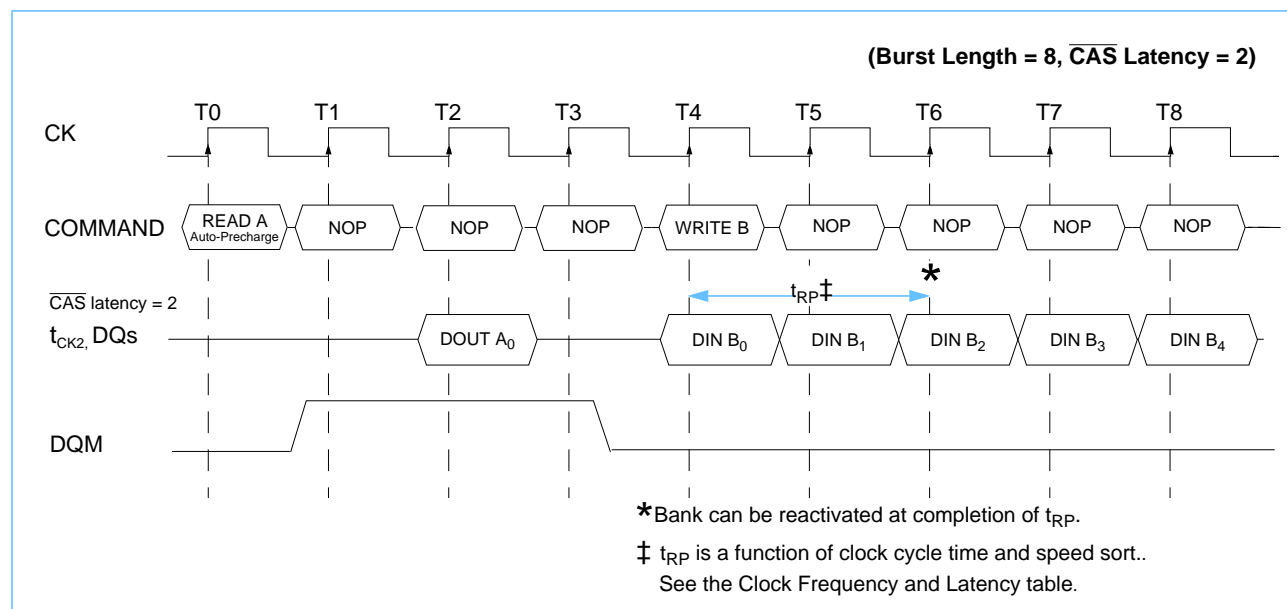 (Burst Length = 8, CAS Latency = 2)
T0 T1 T2 T3 T4 T5 T6 T7 T8
CK
COMMAND
READ A
Auto-Precharge
NOP NOP NOP WRITE B NOP NOP NOP NOP
*
CAS latency = 2
tRP‡
tCK2, DQs
DOUT A0 DIN B0 DIN B1 DIN B2 DIN B3 DIN B4
DQM
*Bank can be reactivated at completion of tRP.
‡ tRP is a function of clock cycle time and speed sort..
See the Clock Frequency and Latency table.